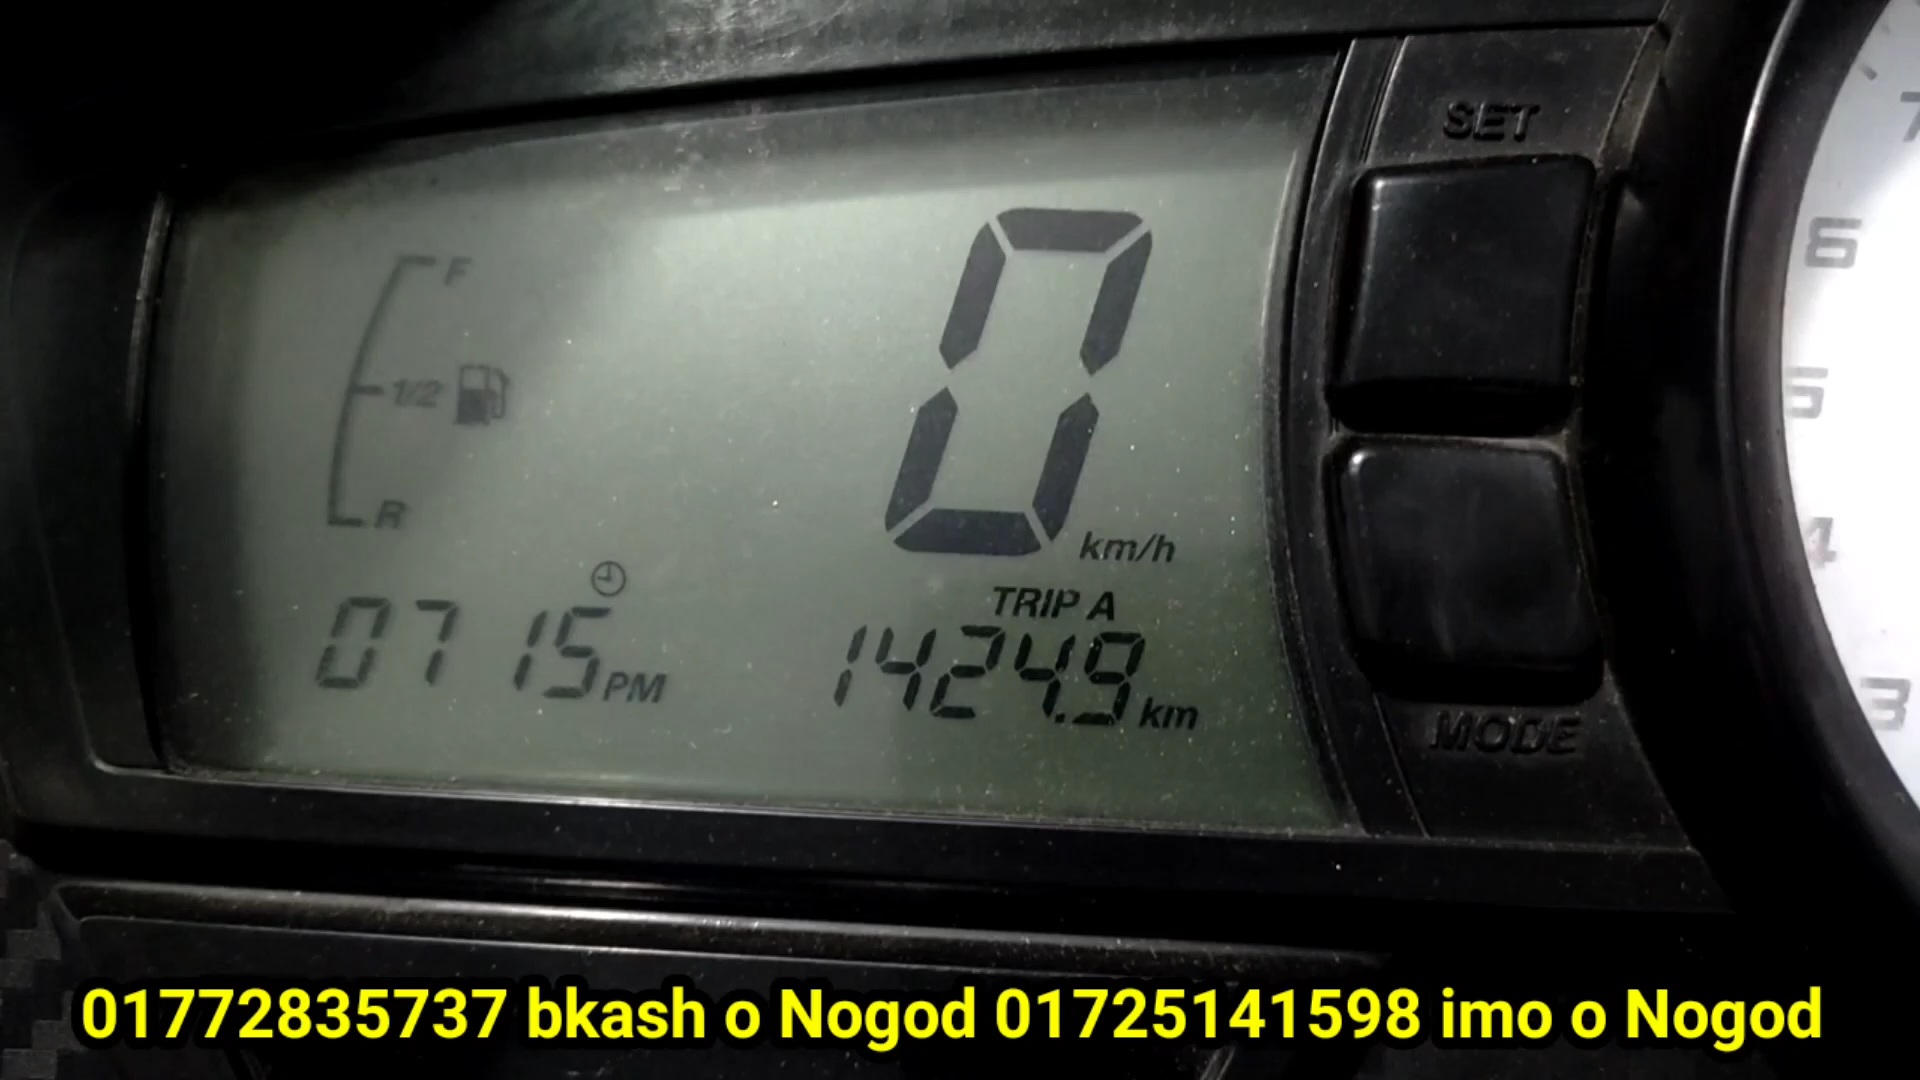 SET
7
6
F
1/2
5
R
km/h
4
TRIP A
07 15 PM
1424.9 km
3
MODE
01772835737 bkash o Nogod 01725141598 imo o Nogod